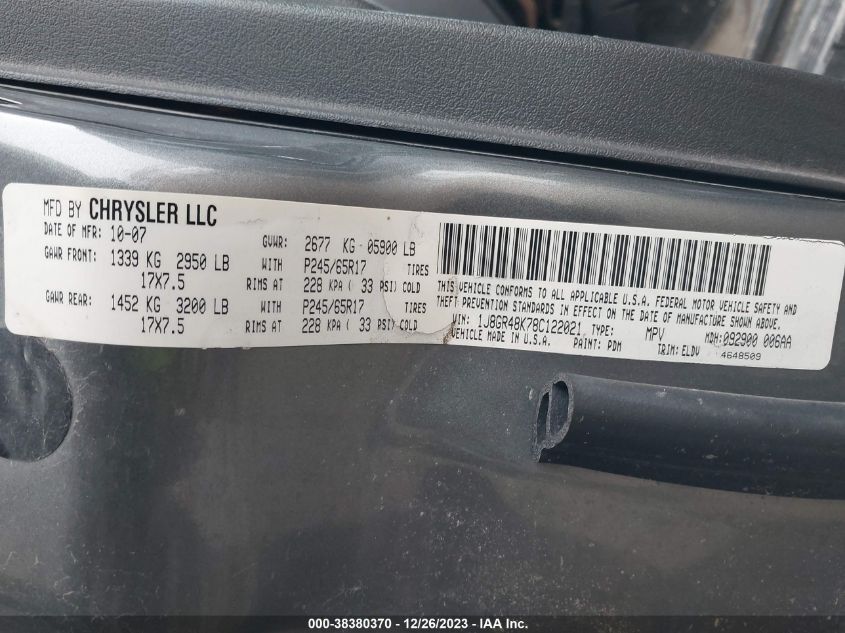 MFD BY CHRYSLER LLC
DATE OF MFR: 10-07
GVWR: 2677 KG 05900 LB
GAWR FRONT: 1339 KG 2950 LB WITH P245/65R17 TIRES
17X7.5 RIMS AT 228 KPA ( 33 PSI) COLD
GAWR REAR: 1452 KG 3200 LB WITH P245/65R17 TIRES
17X7.5 RIMS AT 228 KPA ( 33 PSI) COLD
THIS VEHICLE CONFORMS TO ALL APPLICABLE U.S.A. FEDERAL MOTOR VEHICLE SAFETY AND
THEFT PREVENTION STANDARDS IN EFFECT ON THE DATE OF MANUFACTURE SHOWN ABOVE.
VIN: 1J8GR48K78C122021 TYPE: MPV MDH:092900 006AA
VEHICLE MADE IN U.S.A. PAINT: PDM TRIM: ELDV 4648509
000-38380370 — 12/26/2023 — IAA Inc.